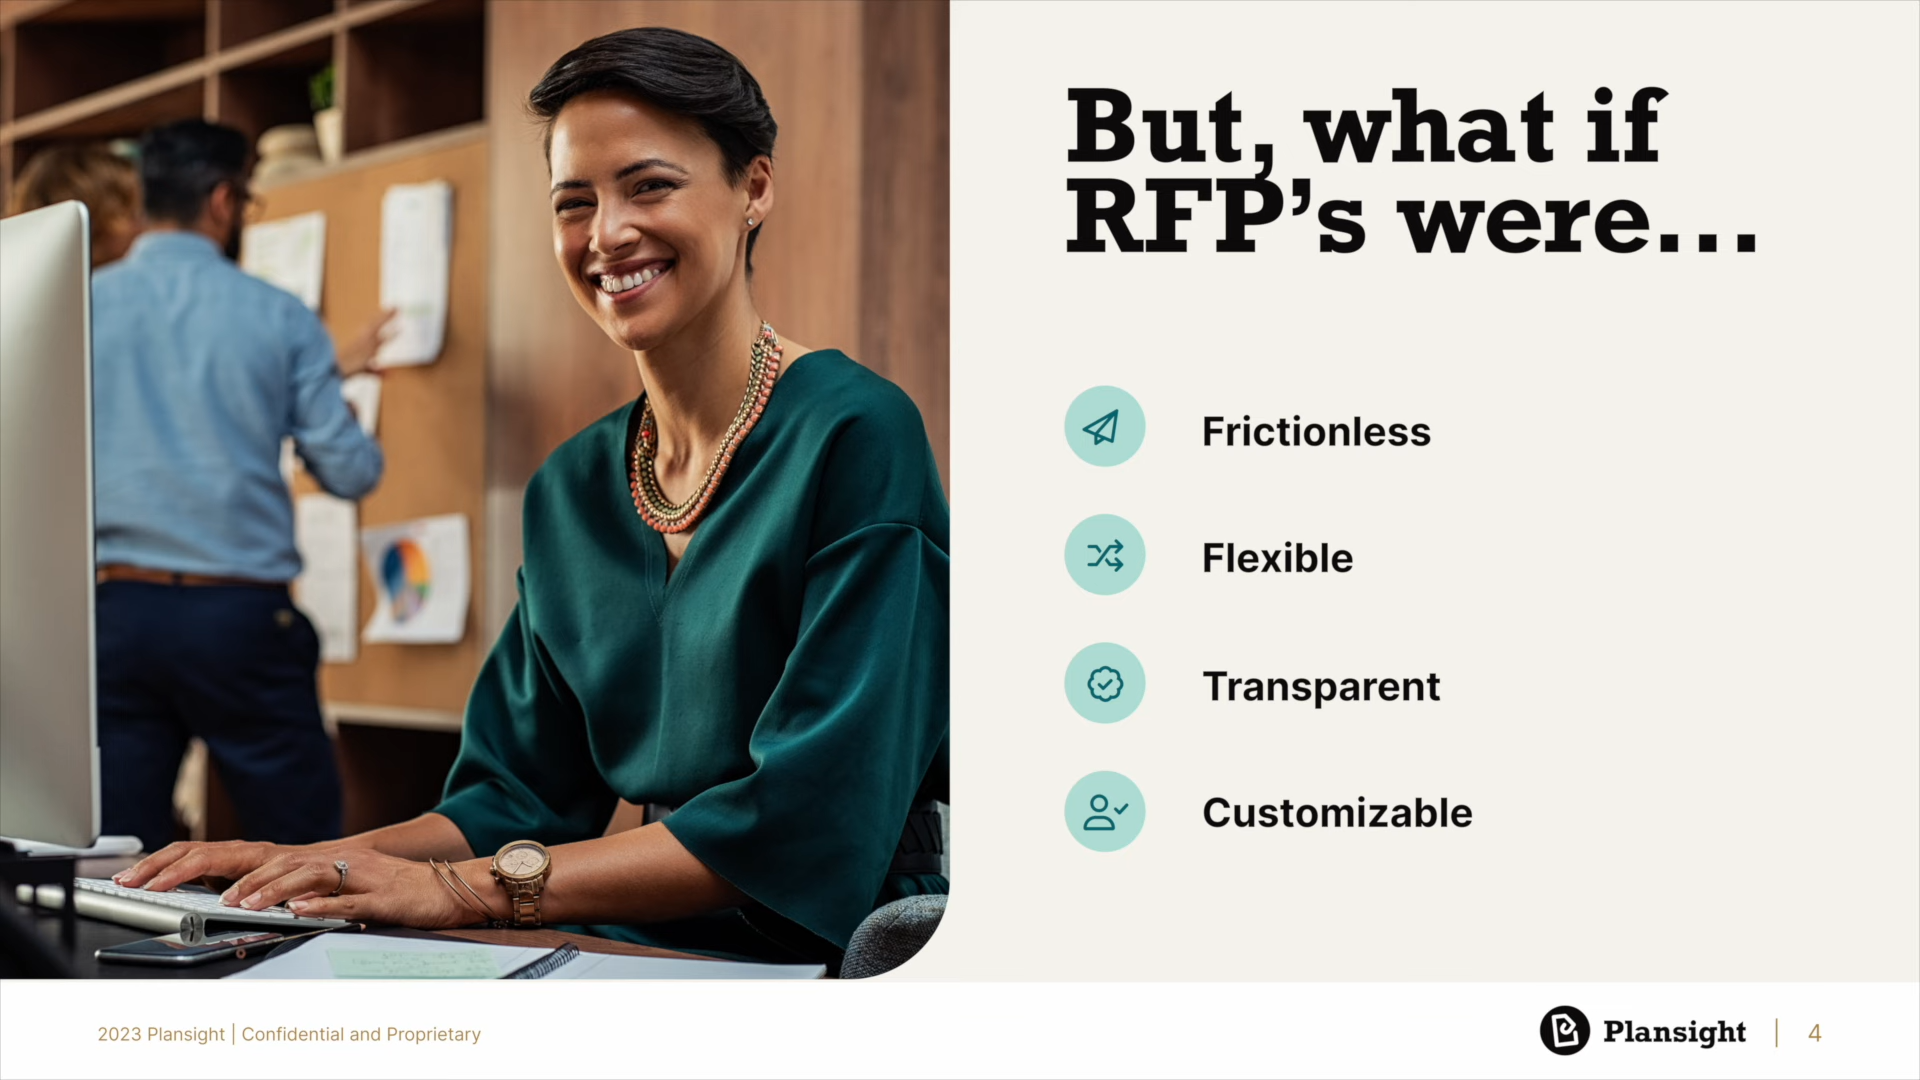 But, what if
RFP’s were...
Frictionless
Flexible
Transparent
Customizable
2023 Plansight | Confidential and Proprietary
Plansight | 4